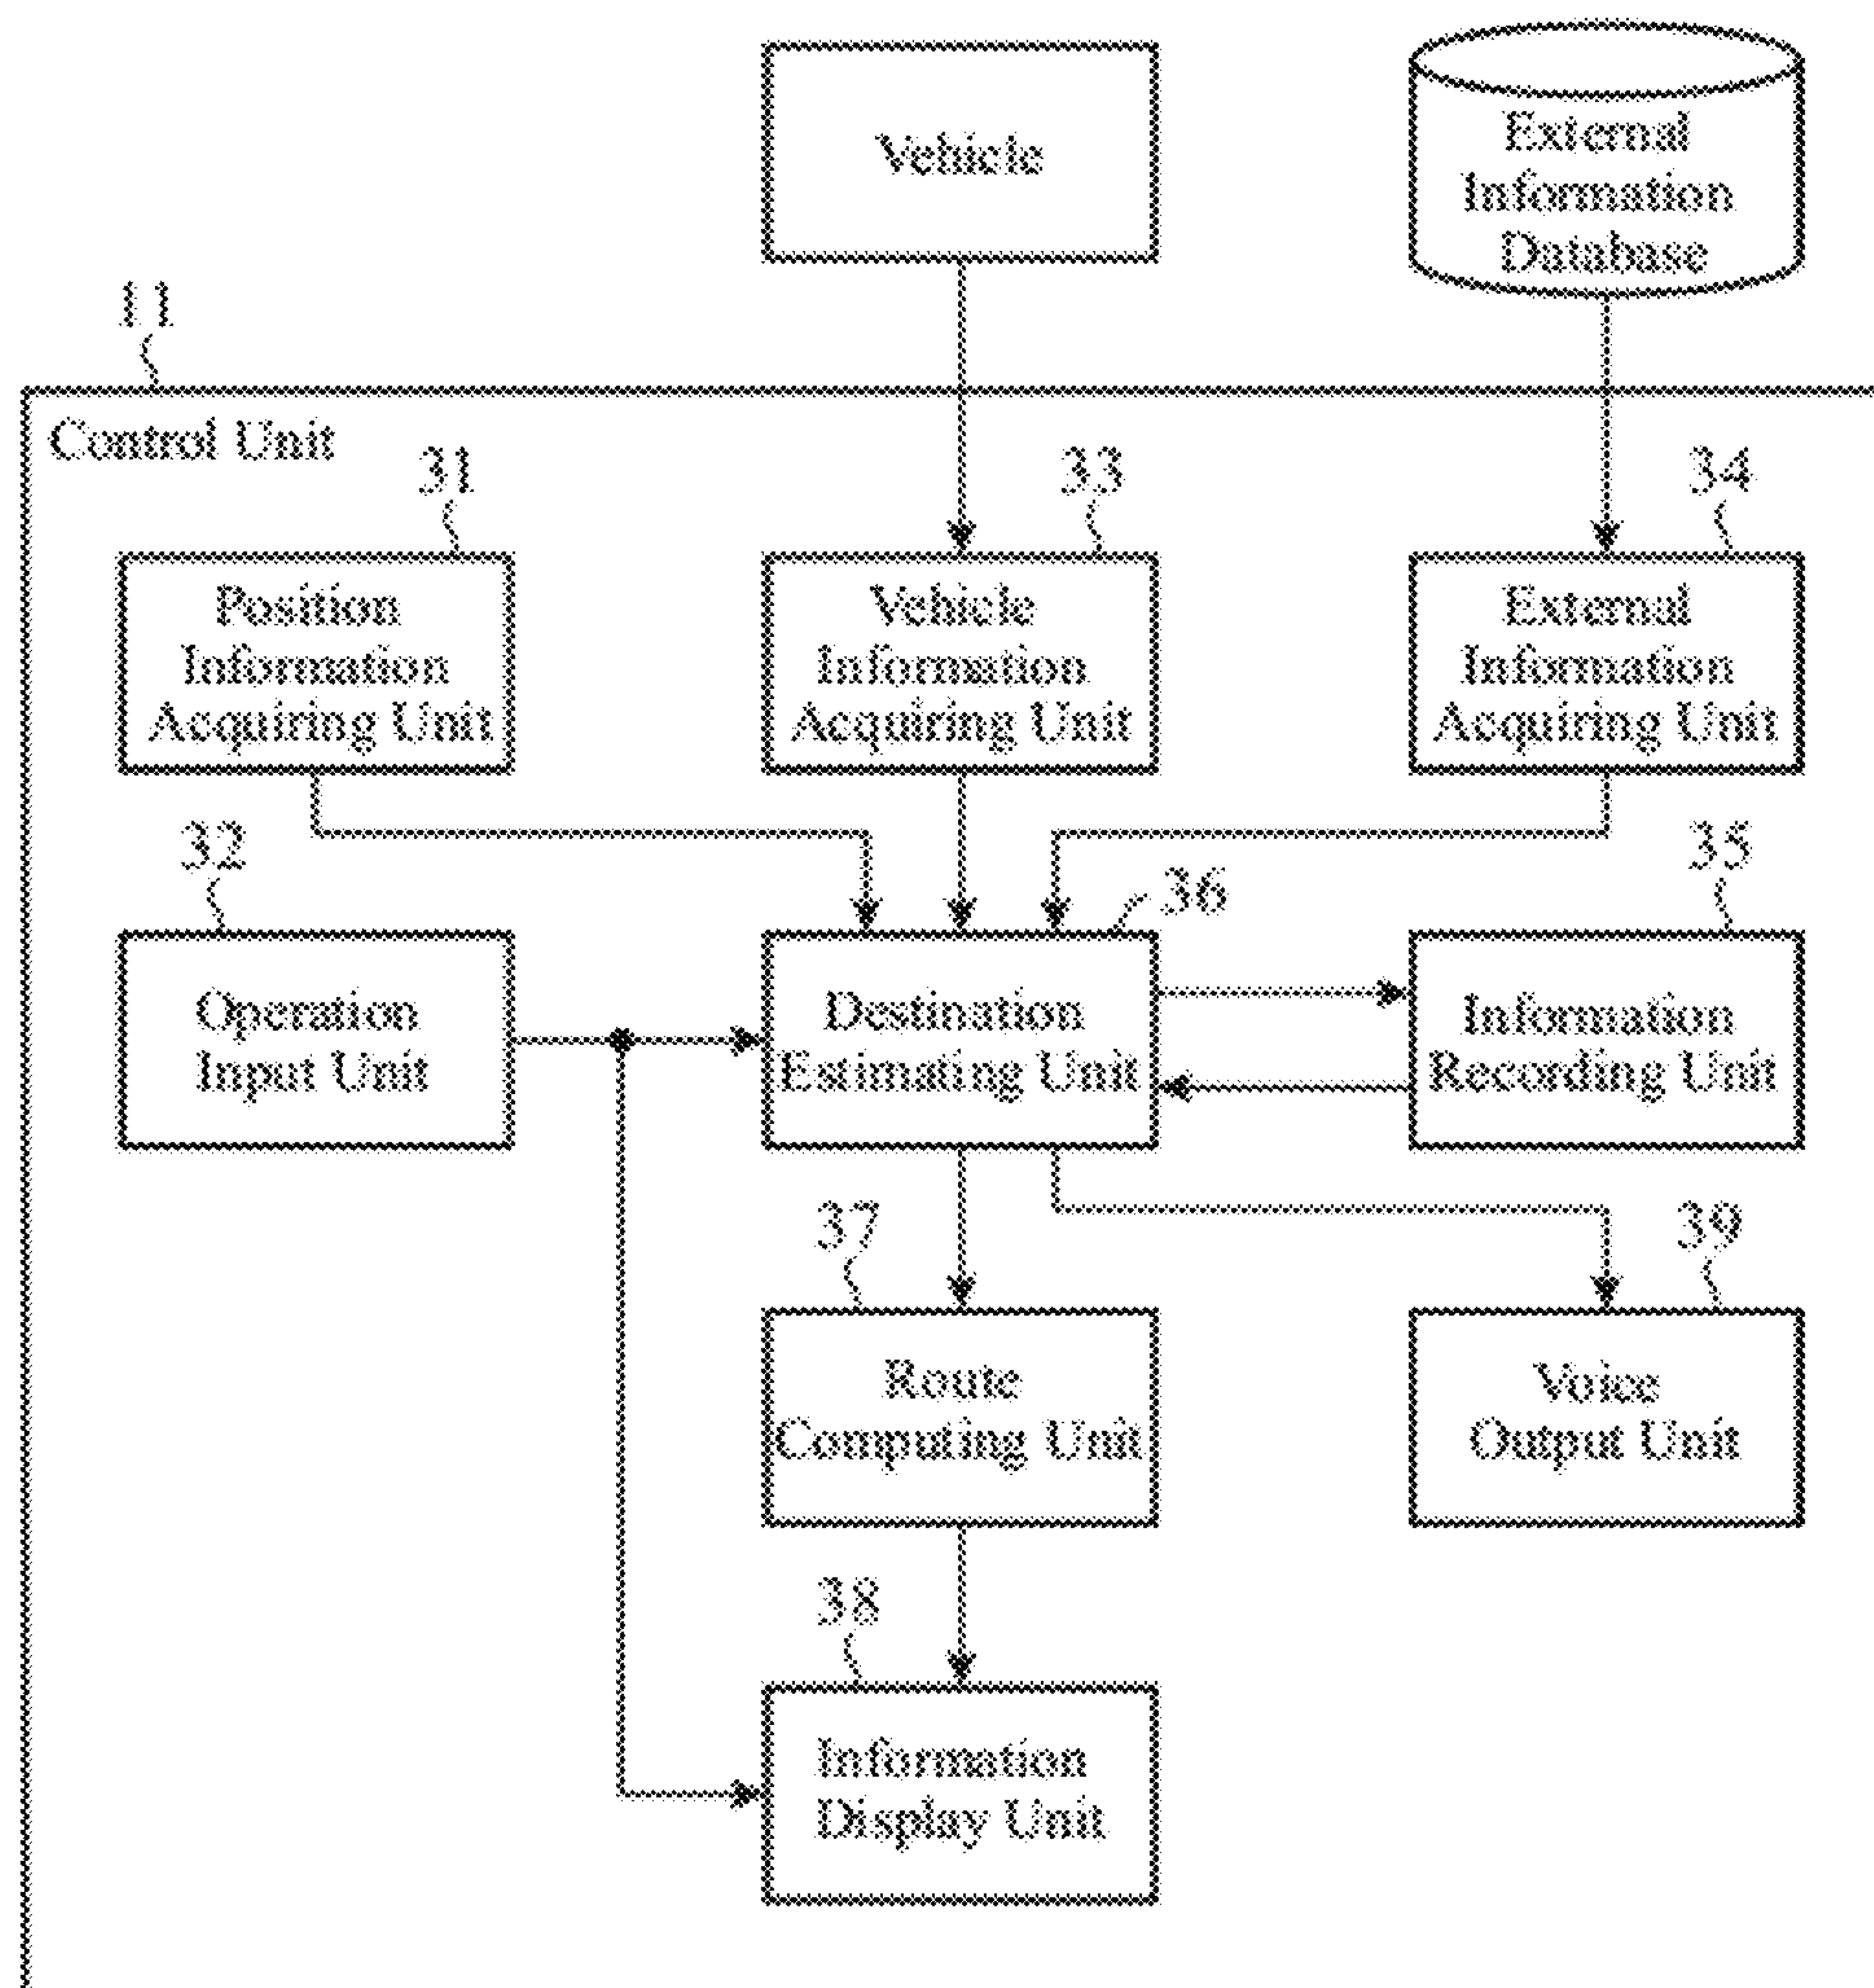 Vehicle
External
Information
Database
11
Control Unit
31
33
34
Position
Information
Acquiring Unit
Vehicle
Information
Acquiring Unit
External
Information
Acquiring Unit
32
36
35
Operation
Input Unit
Destination
Estimating Unit
Information
Recording Unit
37
39
Route
Computing Unit
Voice
Output Unit
38
Information
Display Unit